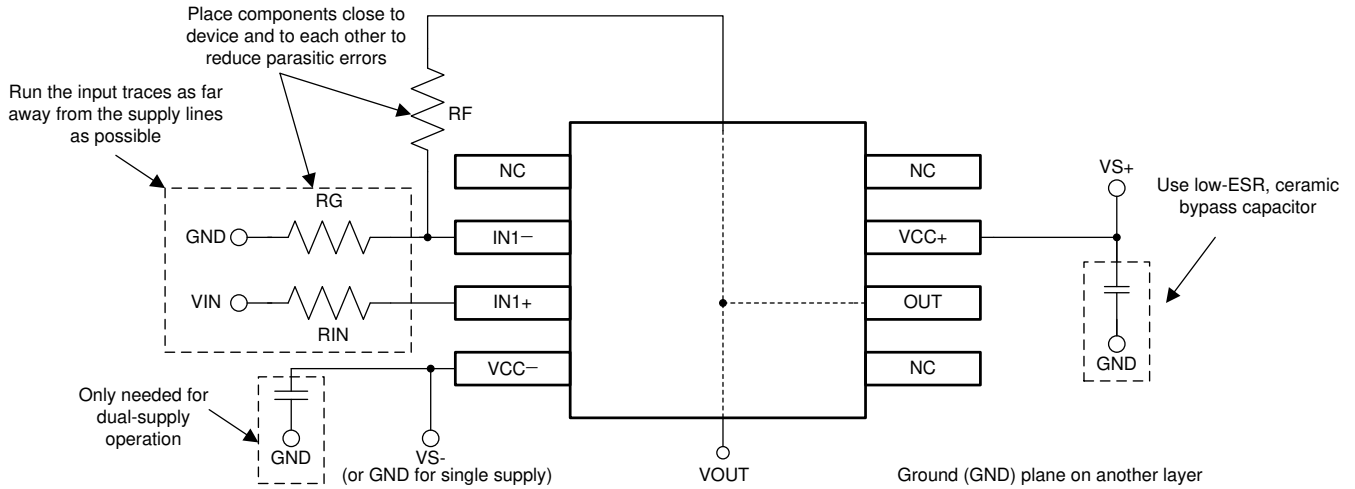 Place components close to
device and to each other to
reduce parasitic errors
Run the input traces as far
away from the supply lines
as possible
RF
NC
NC
VS+
Use low-ESR, ceramic
bypass capacitor
RG
GND
IN1−
VCC+
VIN
IN1+
OUT
RIN
GND
VCC−
NC
Only needed for
dual-supply
operation
GND
VS-
(or GND for single supply)
VOUT
Ground (GND) plane on another layer